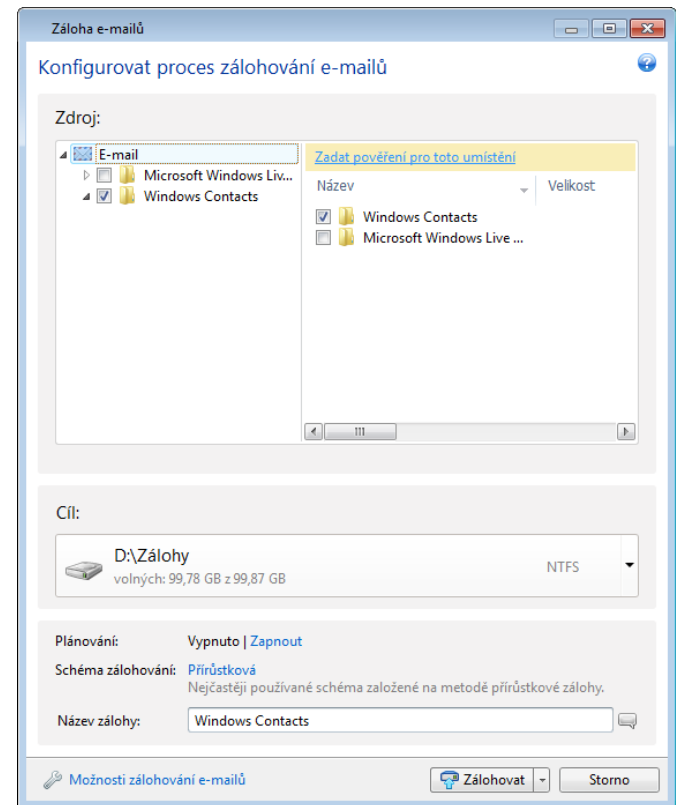 Záloha e-mailů
Konfigurovat proces zálohování e-mailů
Zdroj:
E-mail
Microsoft Windows Liv...
Windows Contacts
Zadat pověření pro toto umístění
Název Velikost
Windows Contacts
Microsoft Windows Live ...
Cíl:
D:\Zálohy
volných: 99,78 GB z 99,87 GB
NTFS
Plánování: Vypnuto | Zapnout
Schéma zálohování: Přírůstková
Nejčastěji používané schéma založené na metodě přírůstkové zálohy.
Název zálohy: Windows Contacts
Možnosti zálohování e-mailů Zálohovat Storno